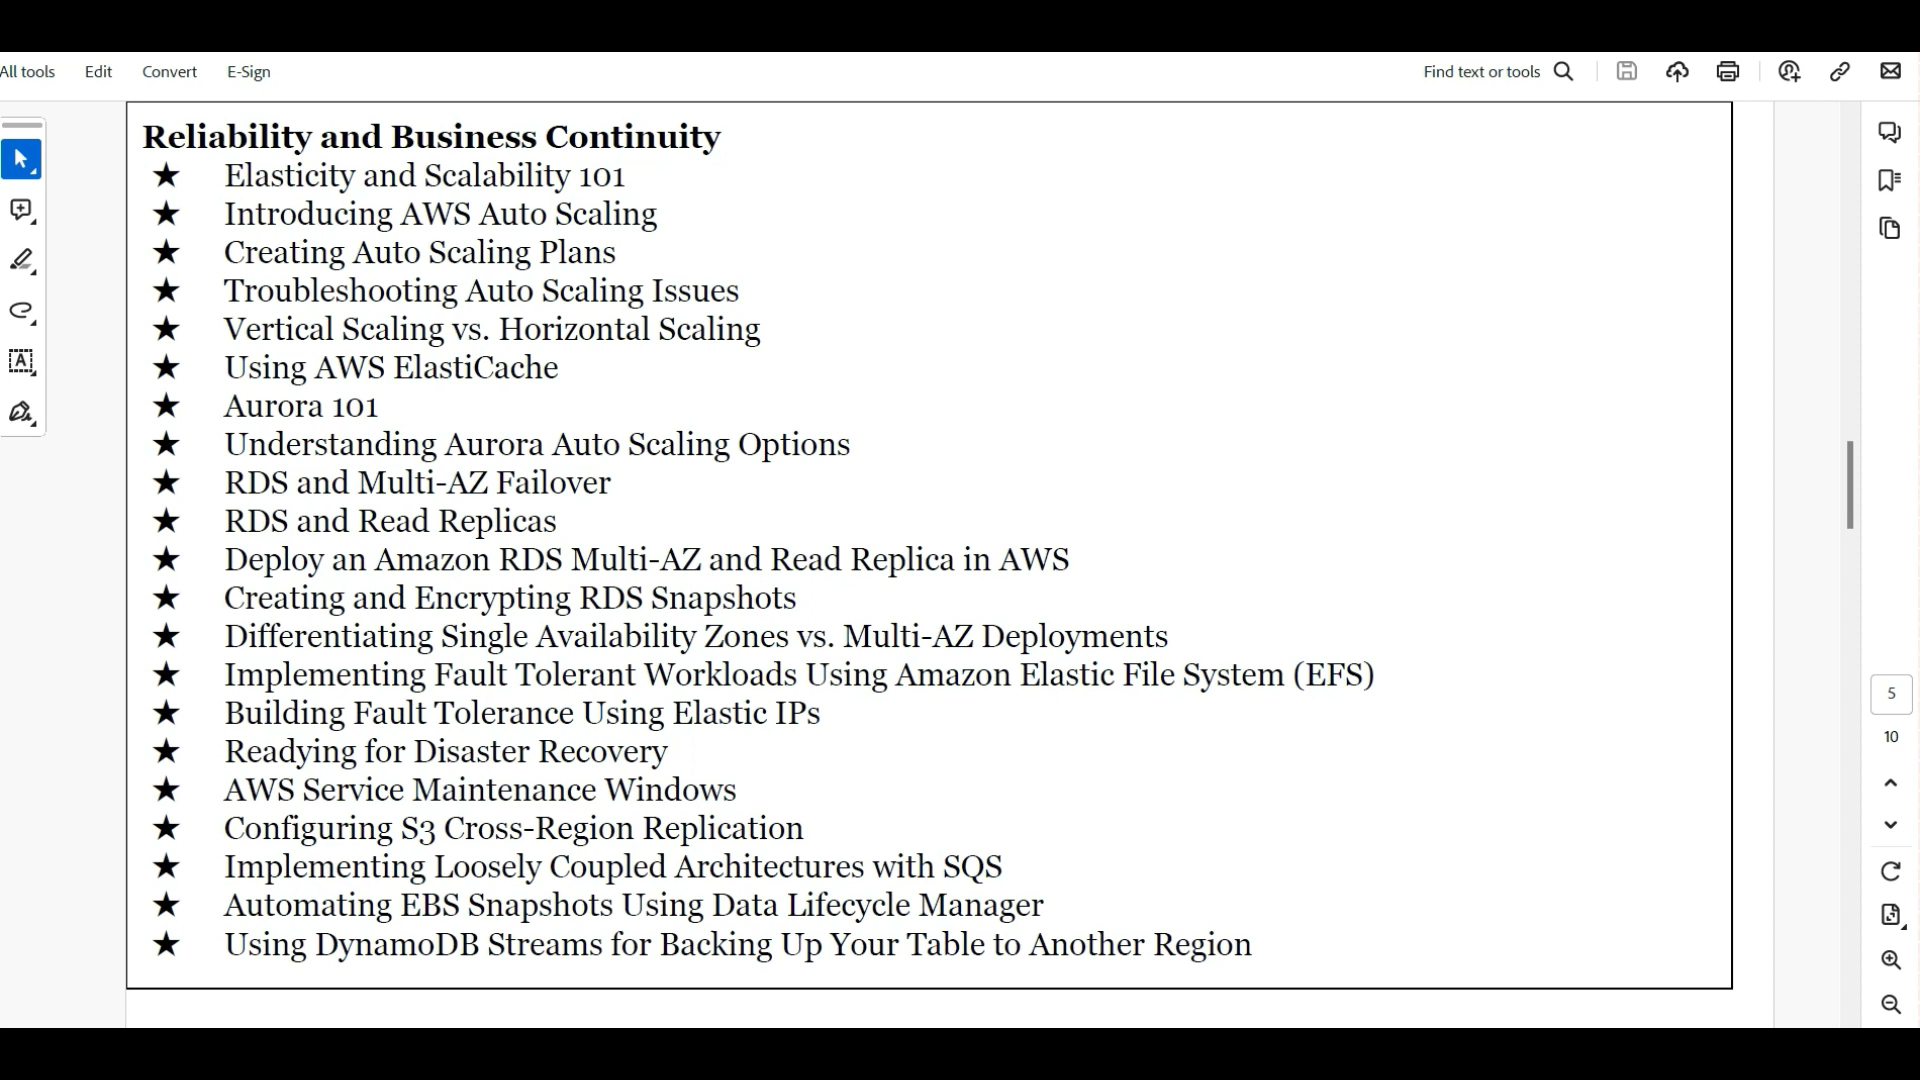 All tools Edit Convert E-Sign Find text or tools
Reliability and Business Continuity
★ Elasticity and Scalability 101
★ Introducing AWS Auto Scaling
★ Creating Auto Scaling Plans
★ Troubleshooting Auto Scaling Issues
★ Vertical Scaling vs. Horizontal Scaling
★ Using AWS ElastiCache
★ Aurora 101
★ Understanding Aurora Auto Scaling Options
★ RDS and Multi-AZ Failover
★ RDS and Read Replicas
★ Deploy an Amazon RDS Multi-AZ and Read Replica in AWS
★ Creating and Encrypting RDS Snapshots
★ Differentiating Single Availability Zones vs. Multi-AZ Deployments
★ Implementing Fault Tolerant Workloads Using Amazon Elastic File System (EFS)
★ Building Fault Tolerance Using Elastic IPs
★ Readying for Disaster Recovery
★ AWS Service Maintenance Windows
★ Configuring S3 Cross-Region Replication
★ Implementing Loosely Coupled Architectures with SQS
★ Automating EBS Snapshots Using Data Lifecycle Manager
★ Using DynamoDB Streams for Backing Up Your Table to Another Region
5
10